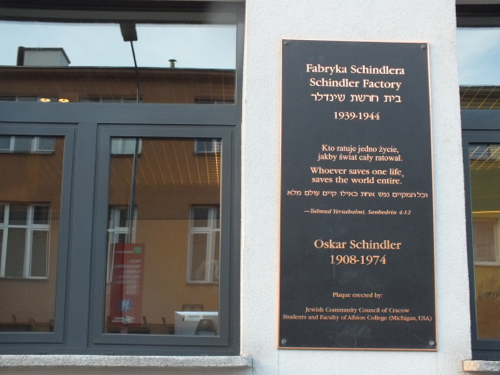 Fabryka Schindlera
Schindler Factory
בית חרשת שינדלר
1939-1944
Kto ratuje jedno życie,
jakby świat cały ratował.
Whoever saves one life,
saves the world entire.
וכל המקיים נפש אחת כאילו קיים עולם מלא
—Talmud Yerushalmi, Sanhedrin 4:12
Oskar Schindler
1908-1974
Plaque erected by:
Jewish Community Council of Cracow
Students and Faculty of Albion College (Michigan, USA)